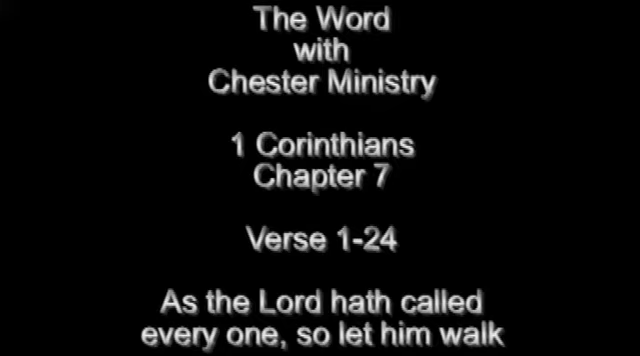 The Word
with
Chester Ministry
1 Corinthians
Chapter 7
Verse 1-24
As the Lord hath called
every one, so let him walk